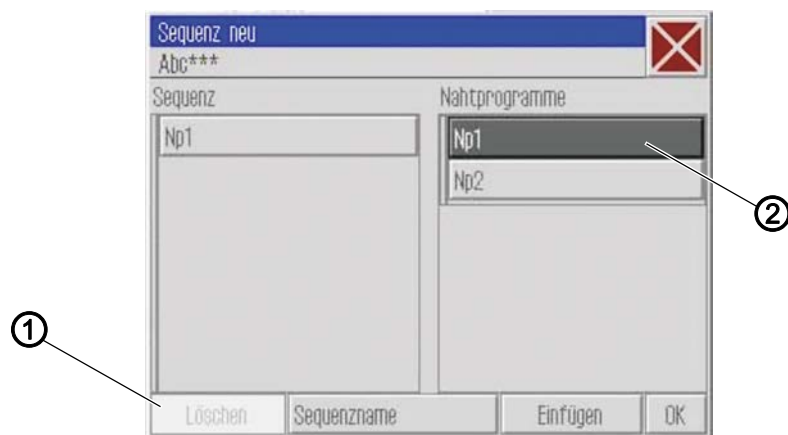 Sequenz neu
Abc***
Sequenz
Nahtprogramme
Np1
Np1
Np2
②
①
Löschen
Sequenzname
Einfügen
OK